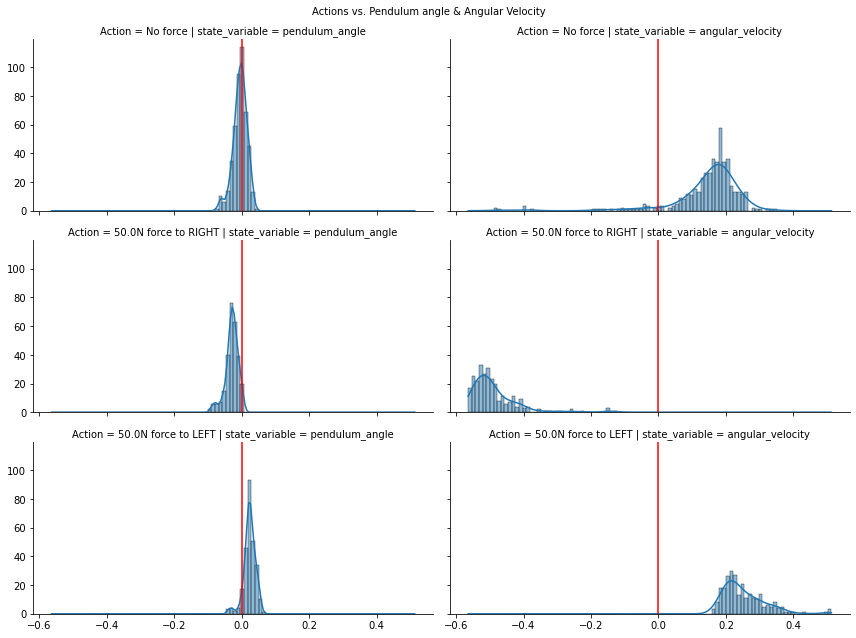 Actions vs. Pendulum angle & Angular Velocity
Action = No force | state_variable = pendulum_angle
Action = No force | state_variable = angular_velocity
100
80
60
40
20
0
Action = 50.0N force to RIGHT | state_variable = pendulum_angle
Action = 50.0N force to RIGHT | state_variable = angular_velocity
100
80
60
40
20
0
Action = 50.0N force to LEFT | state_variable = pendulum_angle
Action = 50.0N force to LEFT | state_variable = angular_velocity
100
80
60
40
20
0
−0.6 −0.4 −0.2 0.0 0.2 0.4
−0.6 −0.4 −0.2 0.0 0.2 0.4